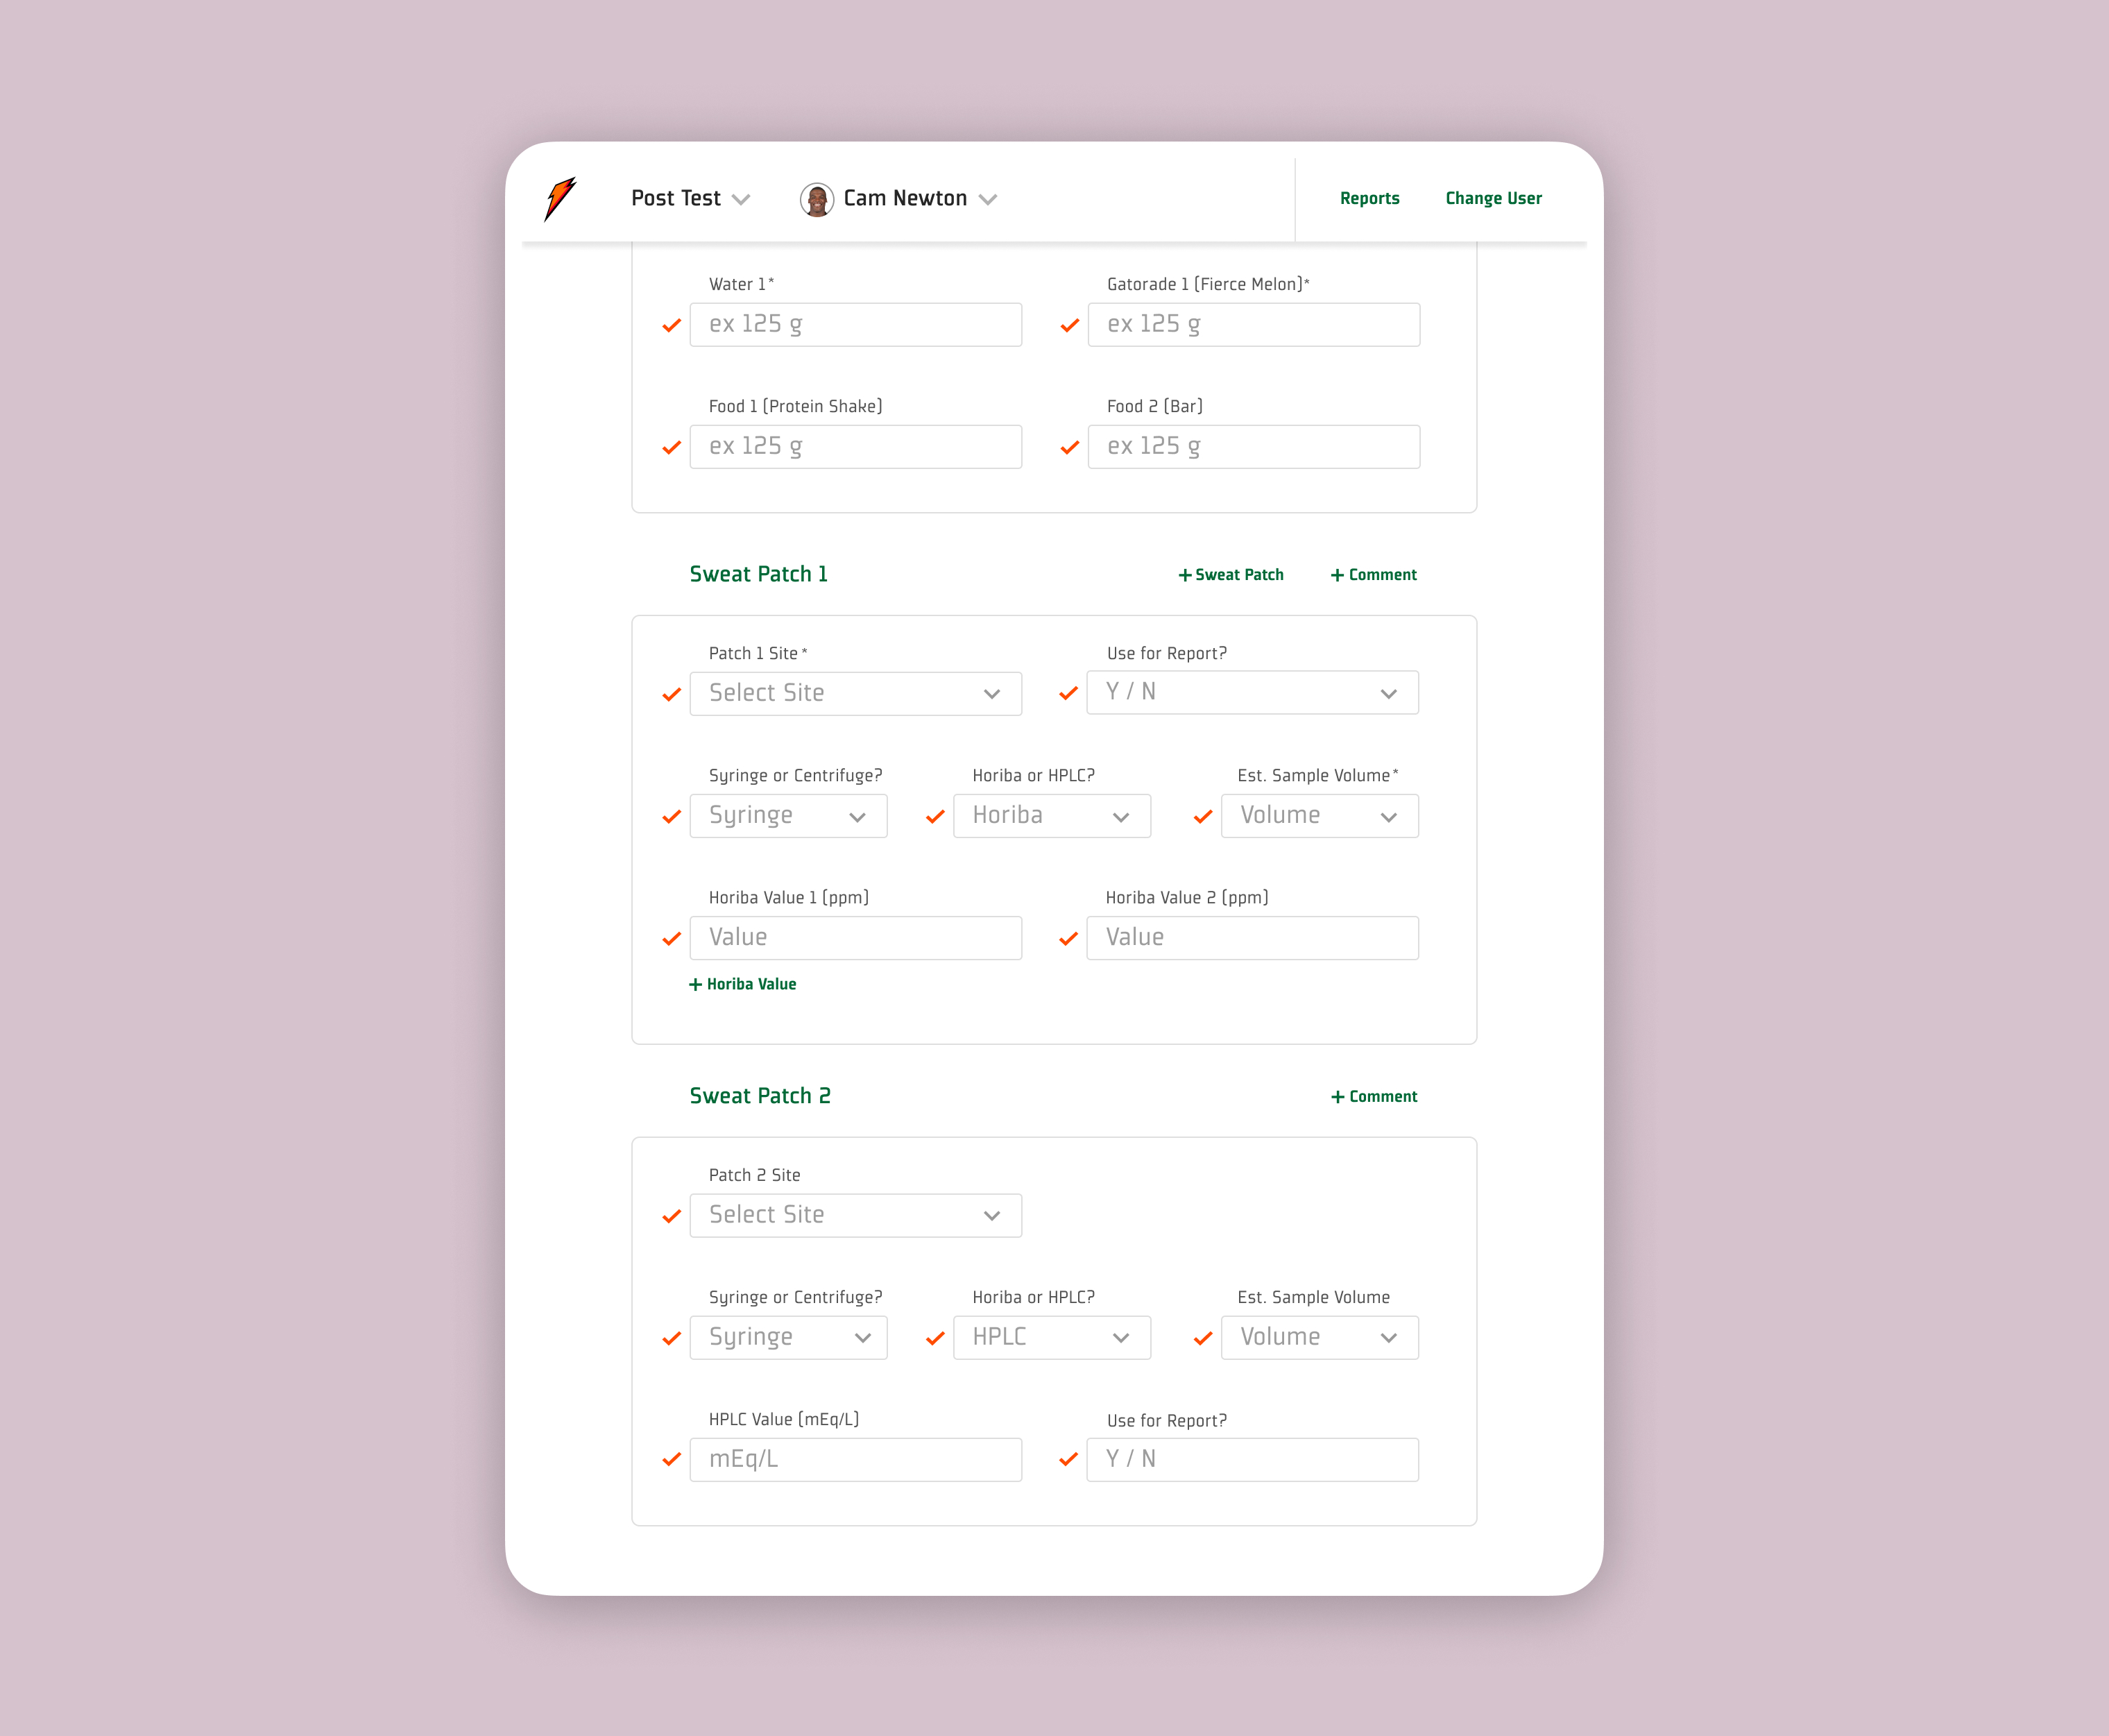 Post Test Cam Newton Reports Change User
Water 1* Gatorade 1 (Fierce Melon)*
ex 125 g ex 125 g
Food 1 (Protein Shake) Food 2 (Bar)
ex 125 g ex 125 g
Sweat Patch 1 +Sweat Patch + Comment
Patch 1 Site* Use for Report?
Select Site Y / N
Syringe or Centrifuge? Horiba or HPLC? Est. Sample Volume*
Syringe Horiba Volume
Horiba Value 1 (ppm) Horiba Value 2 (ppm)
Value Value
+ Horiba Value
Sweat Patch 2 + Comment
Patch 2 Site
Select Site
Syringe or Centrifuge? Horiba or HPLC? Est. Sample Volume
Syringe HPLC Volume
HPLC Value (mEq/L) Use for Report?
mEq/L Y / N